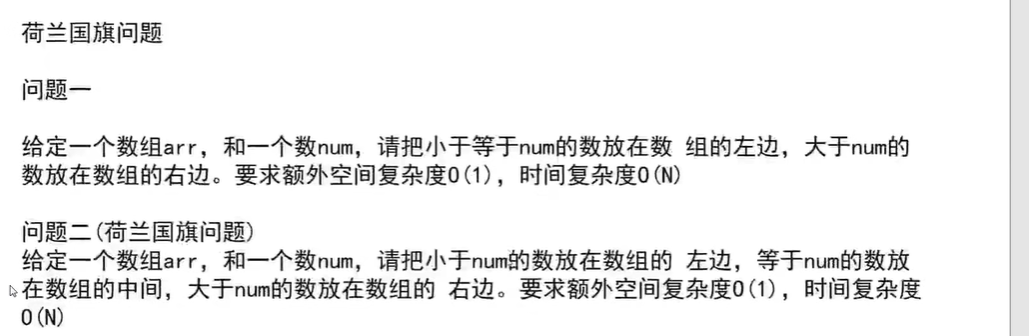 荷兰国旗问题
问题一
给定一个数组arr，和一个数num，请把小于等于num的数放在数 组的左边，大于num的
数放在数组的右边。要求额外空间复杂度O(1)，时间复杂度O(N)
问题二(荷兰国旗问题)
给定一个数组arr，和一个数num，请把小于num的数放在数组的 左边，等于num的数放
在数组的中间，大于num的数放在数组的 右边。要求额外空间复杂度O(1)，时间复杂度
O(N)